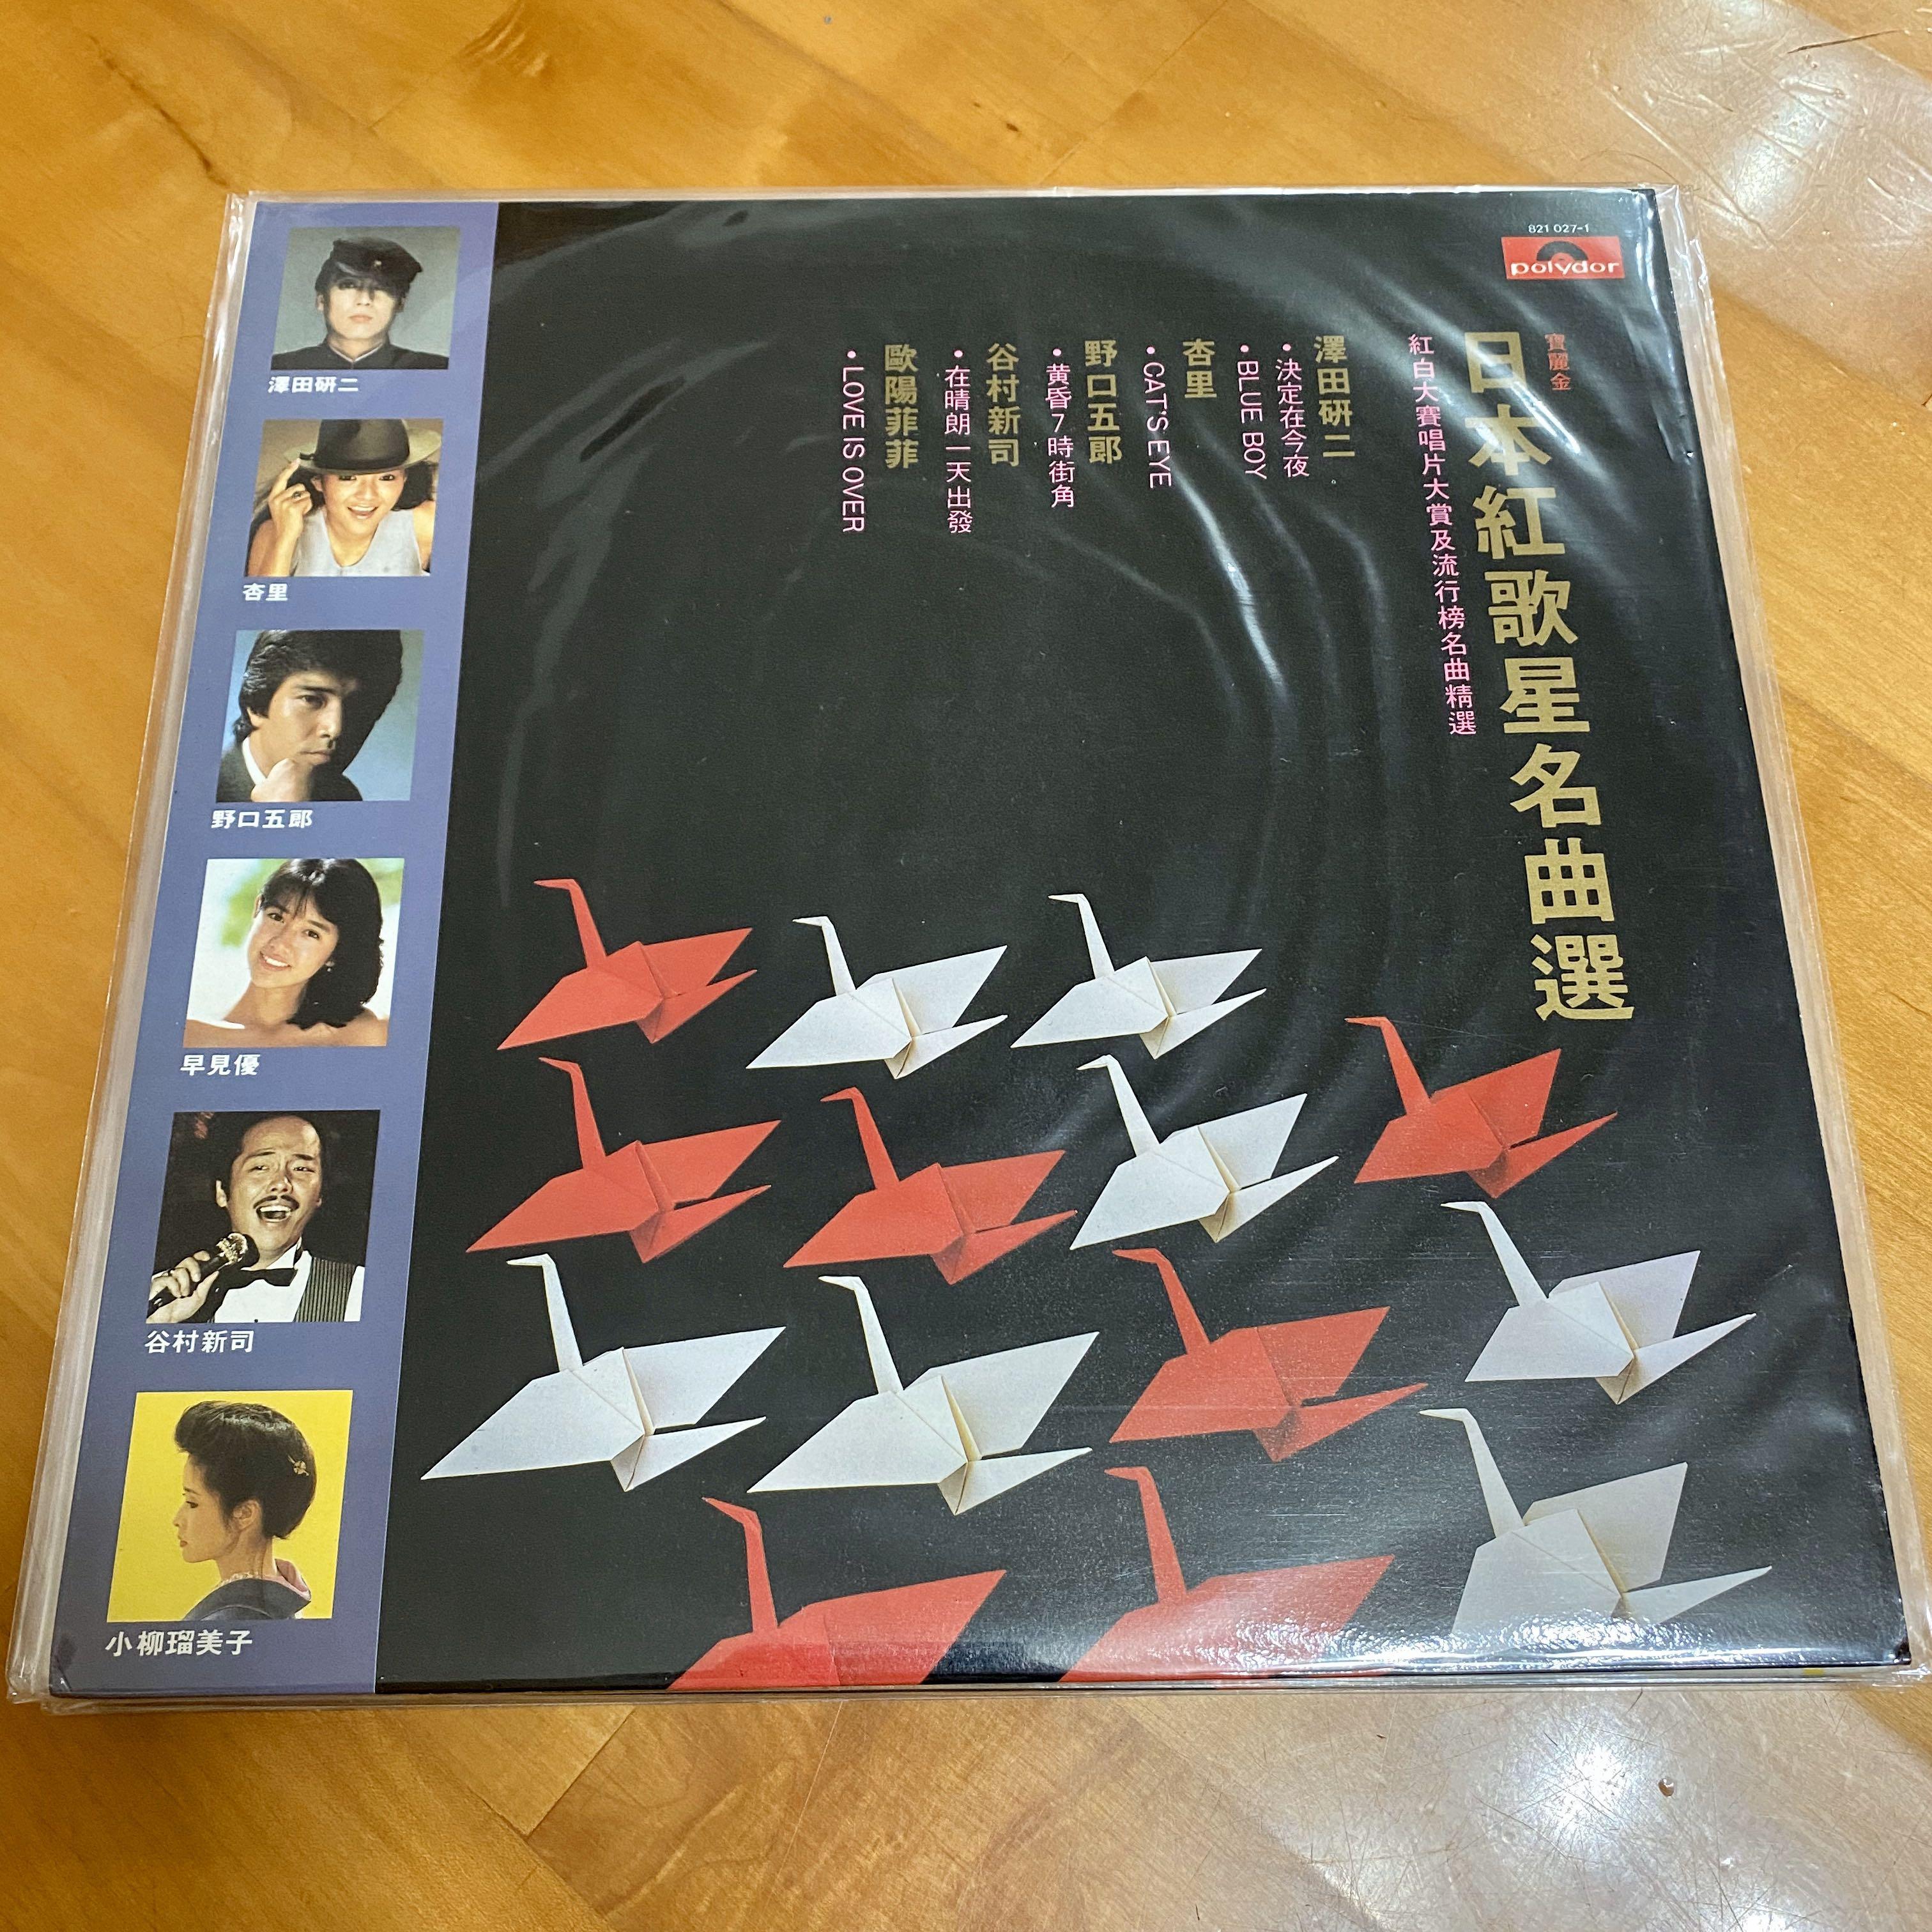 821 027-1
polydor
寶麗金
日本紅歌星名曲選
紅白大賽唱片大賞及流行榜名曲精選
澤田研二
•決定在今夜
•BLUE BOY
杏里
•CAT'S EYE
野口五郎
•黄昏7時街角
谷村新司
•在晴朗一天出發
歐陽菲菲
•LOVE IS OVER
澤田研二
杏里
野口五郎
早見優
谷村新司
小柳瑠美子